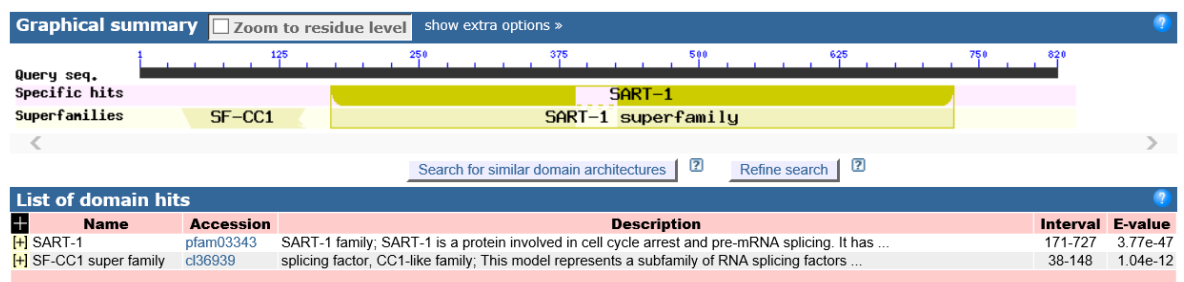 Graphical summary Zoom to residue level show extra options » ?
1 125 250 375 500 625 750 820
Query seq.
Specific hits SART-1
Superfamilies SF-CC1 SART-1 superfamily
< >
Search for similar domain architectures ? Refine search ?
List of domain hits ?
+ Name Accession Description Interval E-value
[+] SART-1 pfam03343 SART-1 family; SART-1 is a protein involved in cell cycle arrest and pre-mRNA splicing. It has ... 171-727 3.77e-47
[+] SF-CC1 super family cl36939 splicing factor, CC1-like family; This model represents a subfamily of RNA splicing factors ... 38-148 1.04e-12